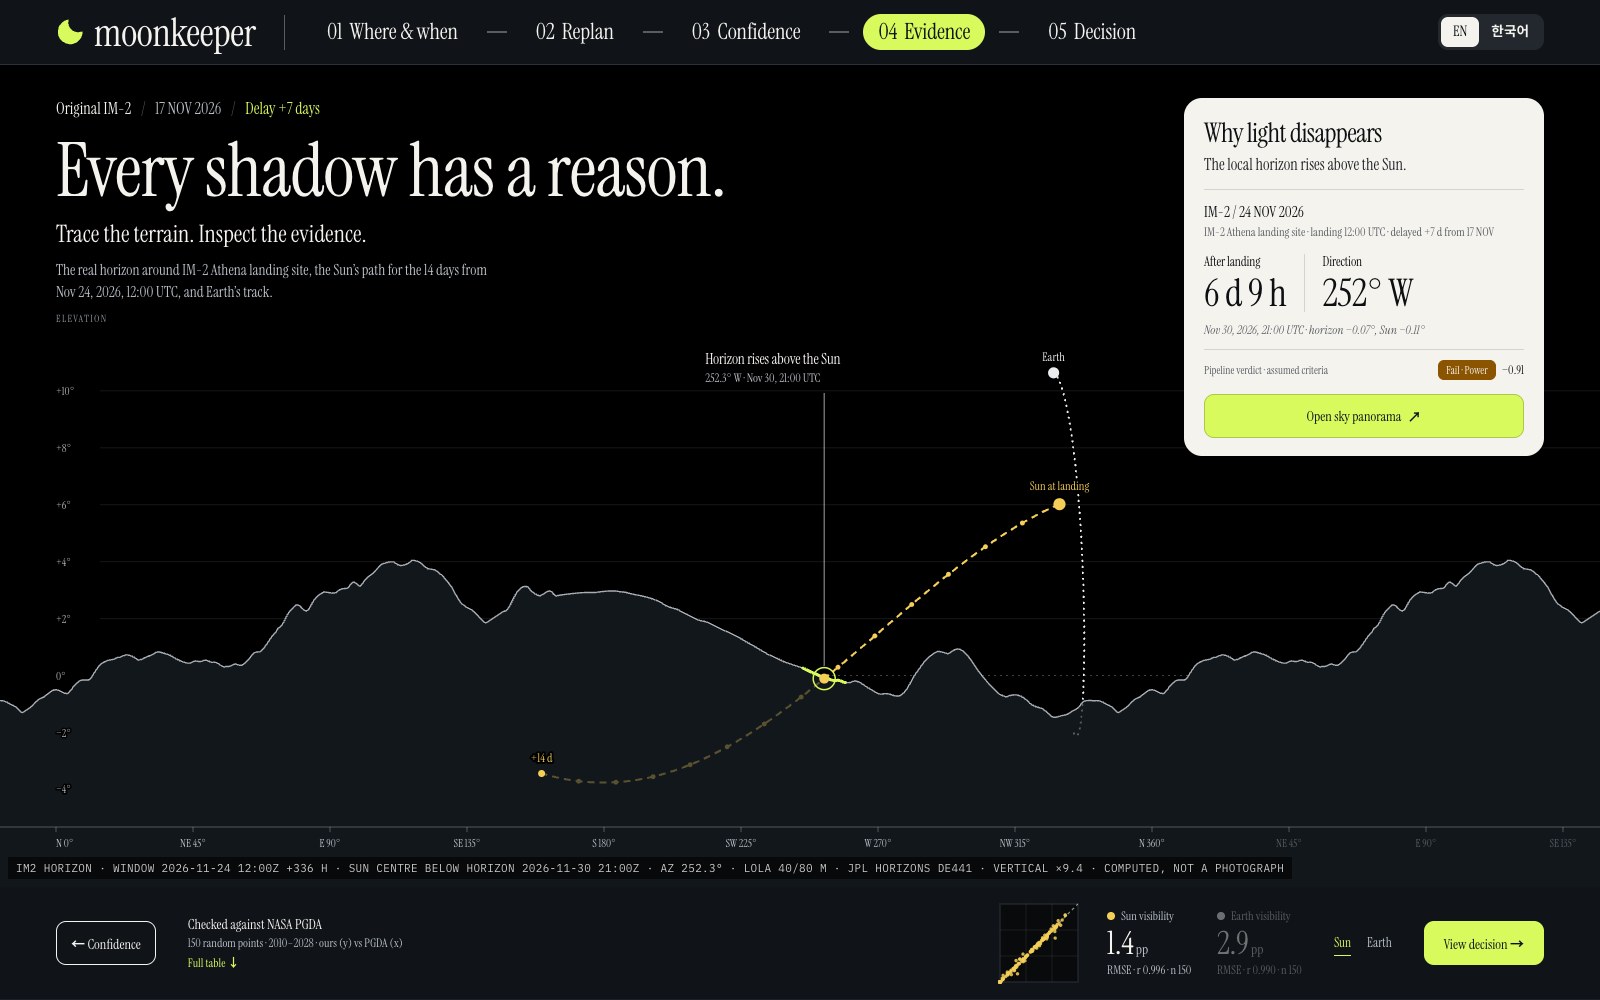 moonkeeper
01 Where & when — 02 Replan — 03 Confidence — 04 Evidence — 05 Decision
EN 한국어
Original IM-2 / 17 NOV 2026 / Delay +7 days
Every shadow has a reason.
Trace the terrain. Inspect the evidence.
The real horizon around IM-2 Athena landing site, the Sun's path for the 14 days from
Nov 24, 2026, 12:00 UTC, and Earth's track.
ELEVATION
Why light disappears
The local horizon rises above the Sun.
IM-2 / 24 NOV 2026
IM-2 Athena landing site · landing 12:00 UTC · delayed +7 d from 17 NOV
After landing
6 d 9 h
Direction
252° W
Nov 30, 2026, 21:00 UTC · horizon −0.07°, Sun −0.11°
Pipeline verdict · assumed criteria
Fail · Power −0.91
Open sky panorama ↗
Horizon rises above the Sun
252.3° W · Nov 30, 21:00 UTC
Earth
Sun at landing
+14 d
+10°
+8°
+6°
+4°
+2°
0°
−2°
−4°
N 0° NE 45° E 90° SE 135° S 180° SW 225° W 270° NW 315° N 360° NE 45° E 90° SE 135°
IM2 HORIZON · WINDOW 2026-11-24 12:00Z +336 H · SUN CENTRE BELOW HORIZON 2026-11-30 21:00Z · AZ 252.3° · LOLA 40/80 M · JPL HORIZONS DE441 · VERTICAL ×9.4 · COMPUTED, NOT A PHOTOGRAPH
← Confidence
Checked against NASA PGDA
150 random points · 2010–2028 · ours (y) vs PGDA (x)
Full table ↓
Sun visibility
1.4 pp
RMSE · r 0.996 · n 150
Earth visibility
2.9 pp
RMSE · r 0.990 · n 150
Sun Earth
View decision →